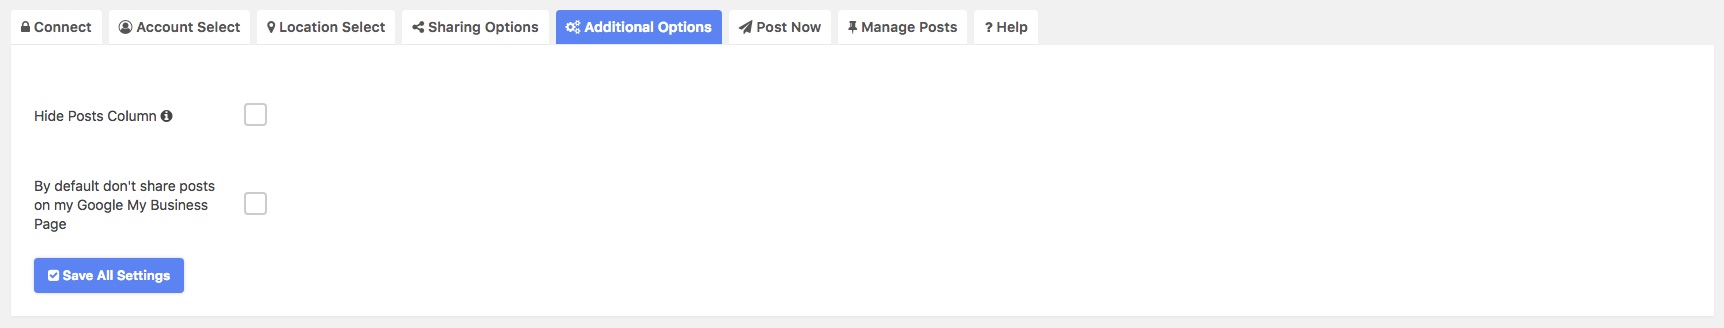 Connect Account Select Location Select Sharing Options Additional Options Post Now Manage Posts ? Help
Hide Posts Column
By default don't share posts
on my Google My Business
Page
Save All Settings